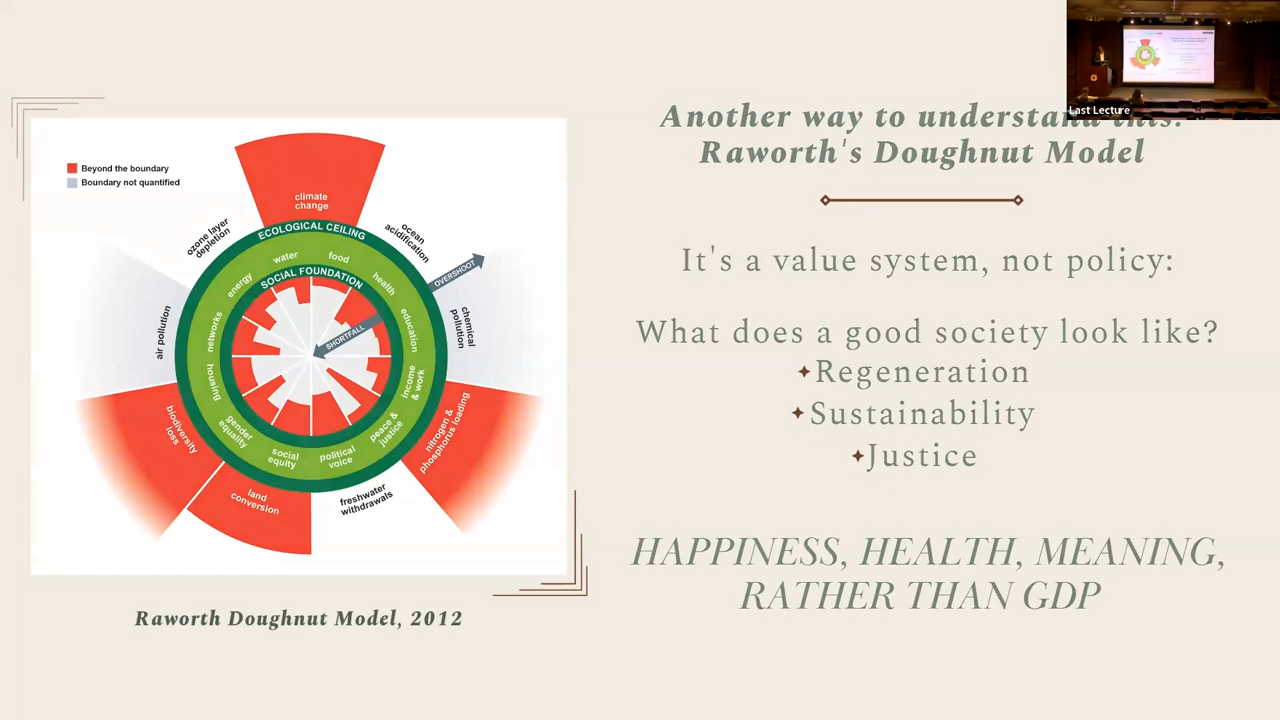 Last Lecture
Another way to understand this:
Raworth's Doughnut Model
It's a value system, not policy:
What does a good society look like?
Regeneration
Sustainability
Justice
HAPPINESS, HEALTH, MEANING,
RATHER THAN GDP
Beyond the boundary
Boundary not quantified
climate
change
ozone layer
depletion
ocean
acidification
ECOLOGICAL CEILING
water
food
energy
health
SOCIAL FOUNDATION
OVERSHOOT
SHORTFALL
air pollution
networks
education
chemical
pollution
housing
income
& work
biodiversity
loss
gender
equality
social
equity
political
voice
peace &
justice
nitrogen &
phosphorus loading
land
conversion
freshwater
withdrawals
Raworth Doughnut Model, 2012